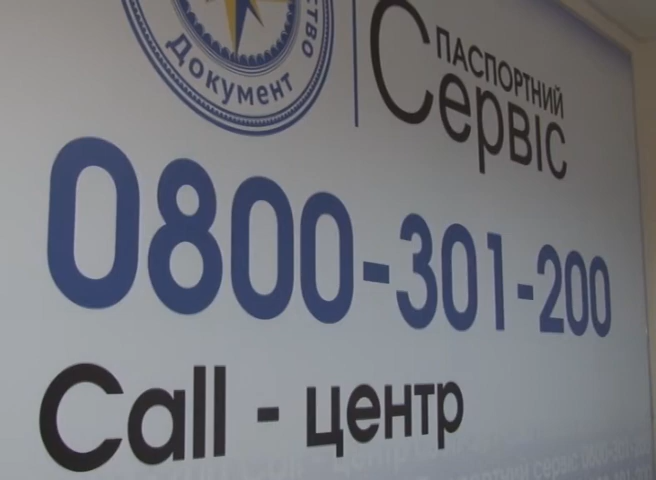 Документ
ПАСПОРТНИЙ
Сервіс
0800-301-200
Call - центр